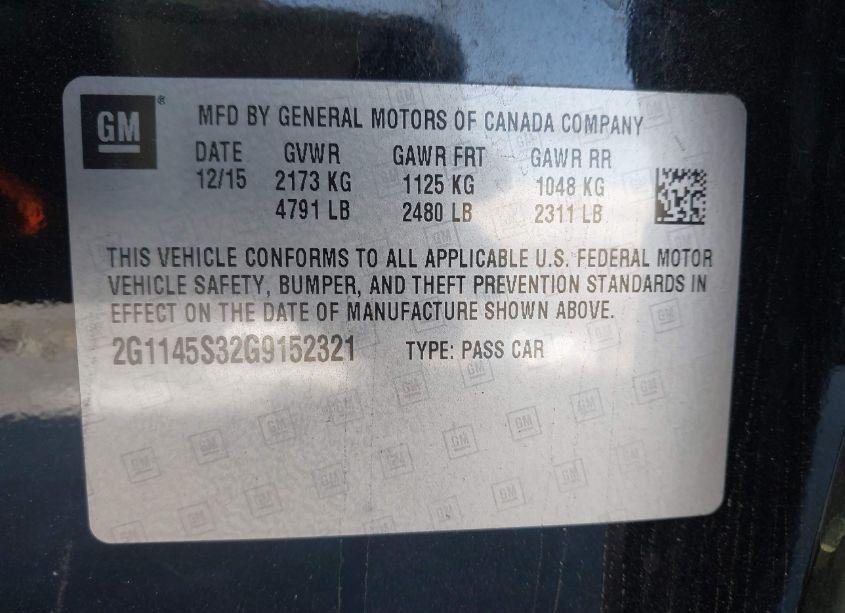 GM ®
MFD BY GENERAL MOTORS OF CANADA COMPANY
DATE GVWR GAWR FRT GAWR RR
12/15 2173 KG 1125 KG 1048 KG
4791 LB 2480 LB 2311 LB
THIS VEHICLE CONFORMS TO ALL APPLICABLE U.S. FEDERAL MOTOR
VEHICLE SAFETY, BUMPER, AND THEFT PREVENTION STANDARDS IN
EFFECT ON THE DATE OF MANUFACTURE SHOWN ABOVE.
2G1145S32G9152321 TYPE: PASS CAR